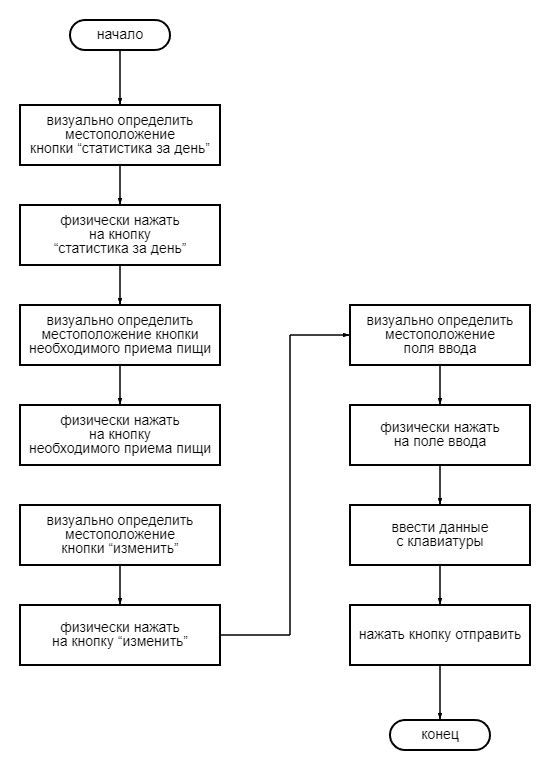 начало
визуально определить
местоположение
кнопки “статистика за день”
физически нажать
на кнопку
“статистика за день”
визуально определить
местоположение кнопки
необходимого приема пищи
физически нажать
на кнопку
необходимого приема пищи
визуально определить
местоположение
кнопки “изменить”
физически нажать
на кнопку “изменить”
визуально определить
местоположение
поля ввода
физически нажать
на поле ввода
ввести данные
с клавиатуры
нажать кнопку отправить
конец